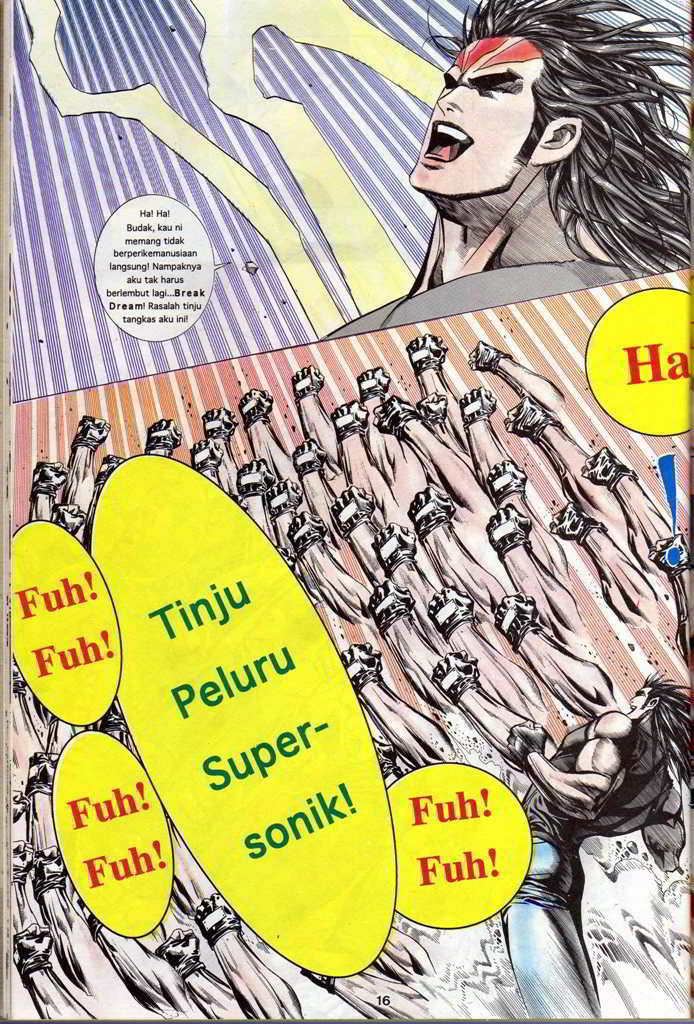 Ha! Ha!
Budak, kau ni
memang tidak
berperikemanusiaan
langsung! Nampaknya
aku tak harus
berlembut lagi...Break
Dream! Rasalah tinju
tangkas aku ini!
Ha
!
Fuh!
Fuh!
Tinju
Peluru
Super-
sonik!
Fuh!
Fuh!
Fuh!
Fuh!
16